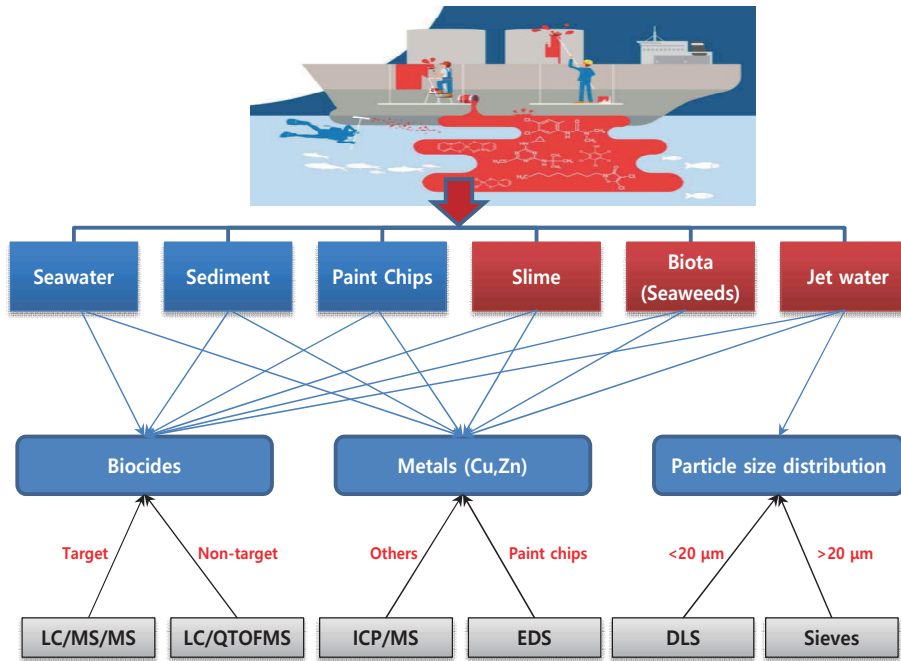 Seawater
Sediment
Paint Chips
Slime
Biota
(Seaweeds)
Jet water
Biocides
Metals (Cu,Zn)
Particle size distribution
Target
Non-target
Others
Paint chips
<20 μm
>20 μm
LC/MS/MS
LC/QTOFMS
ICP/MS
EDS
DLS
Sieves